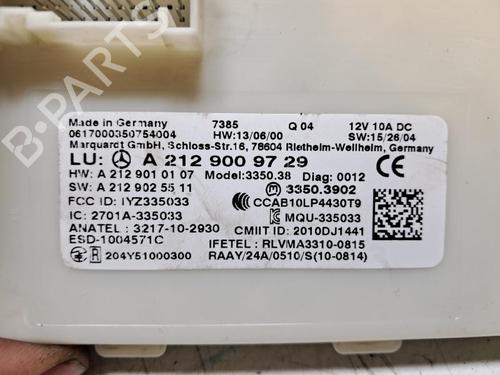 Made in Germany 7385 Q 04 12V 10A DC
0617000350754004 HW:13/06/00 SW:15/26/04
Marquardt GmbH, Schloss-Str.16, 78604 Rietheim-Weilheim, Germany
LU: A 212 900 97 29 CE
HW: A 212 901 01 07 Model:3350.38 Diag: 0012
SW: A 212 902 55 11 3350.3902
FCC ID: IYZ335033 CCAB10LP4430T9
IC: 2701A-335033 MQU-335033
ANATEL : 3217-10-2930 CMIIT ID: 2010DJ1441
ESD-1004571C IFETEL : RLVMA3310-0815
R 204Y51000300 RAAY/24A/0510/S(10-0814)
B-PARTS